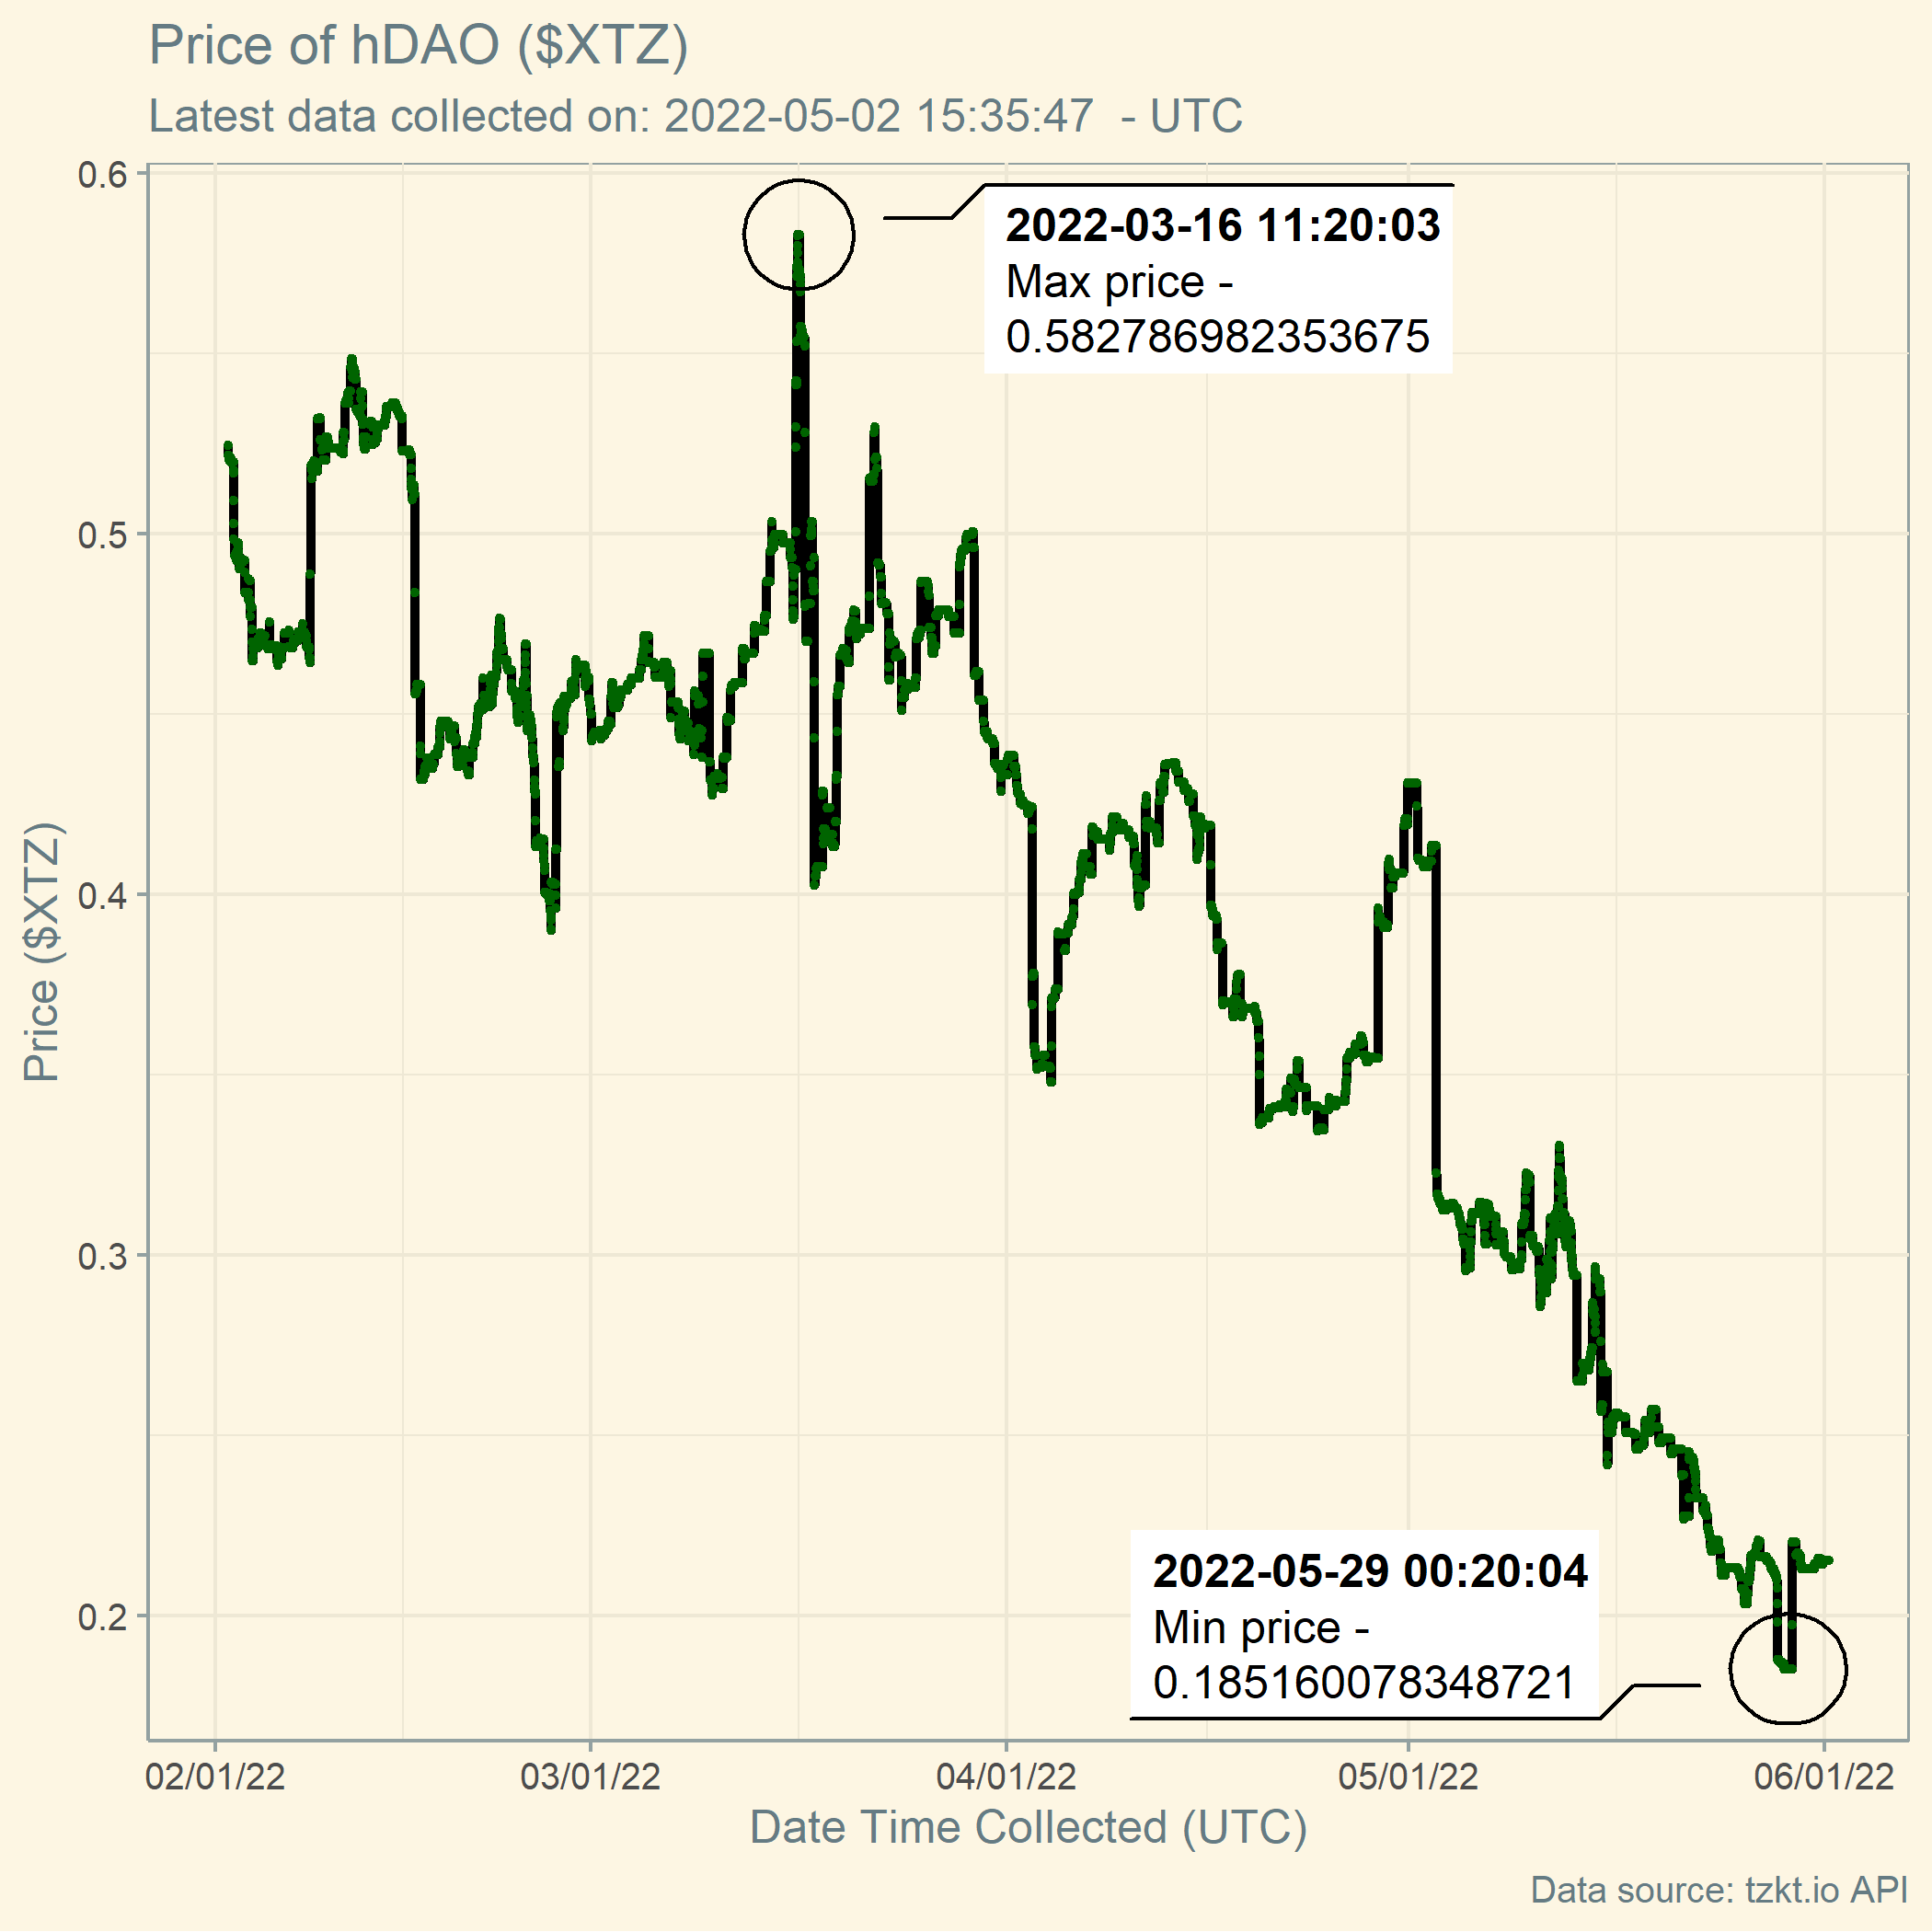 Price of hDAO ($XTZ)
Latest data collected on: 2022-05-02 15:35:47  - UTC
0.6
0.5
0.4
0.3
0.2
Price ($XTZ)
2022-03-16 11:20:03
Max price -
0.582786982353675
2022-05-29 00:20:04
Min price -
0.185160078348721
02/01/22
03/01/22
04/01/22
05/01/22
06/01/22
Date Time Collected (UTC)
Data source: tzkt.io API